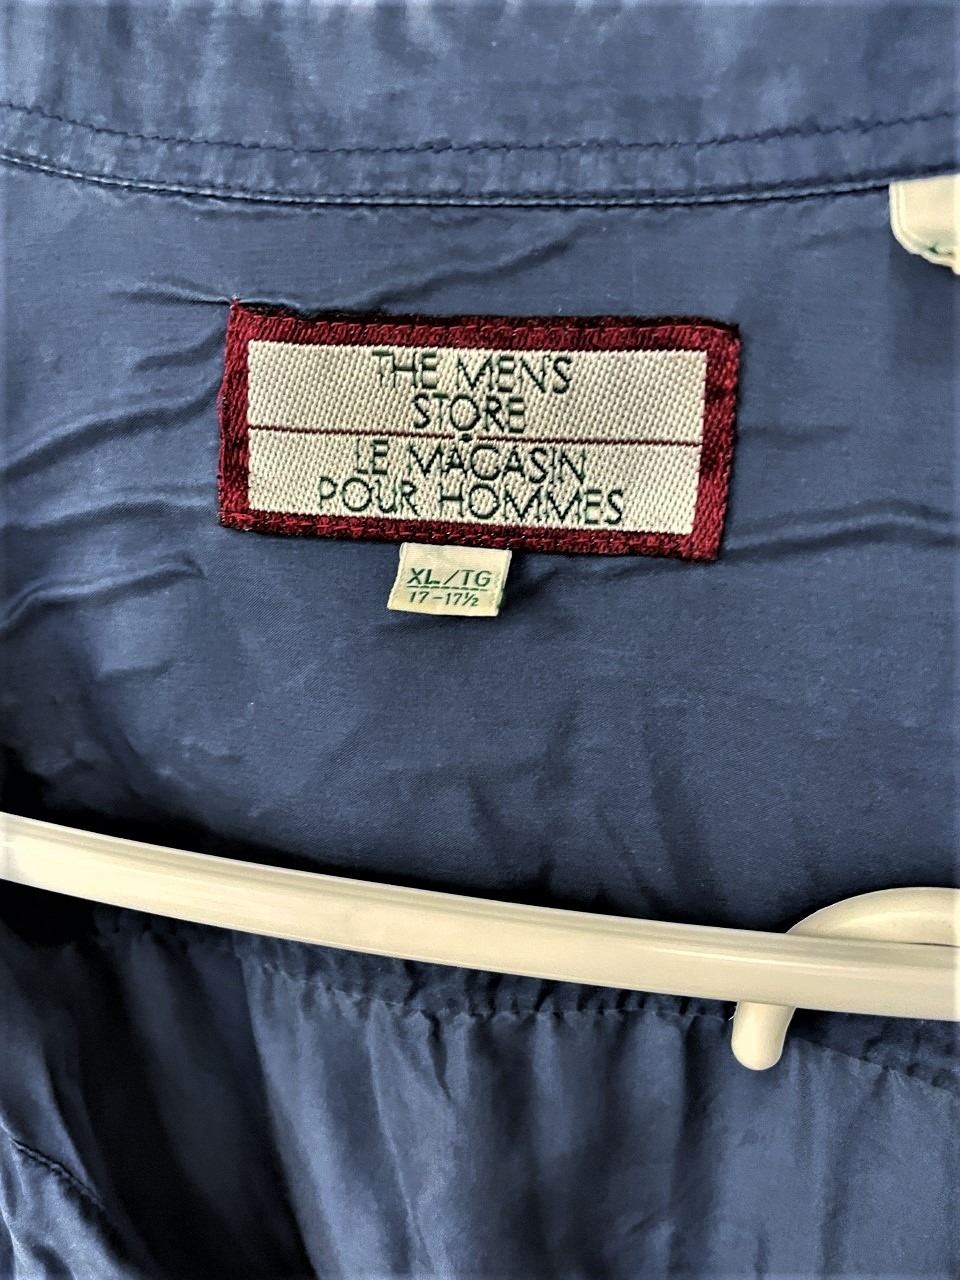 THE MEN'S
STORE
LE MAGASIN
POUR HOMMES
XL/TG
17-17½